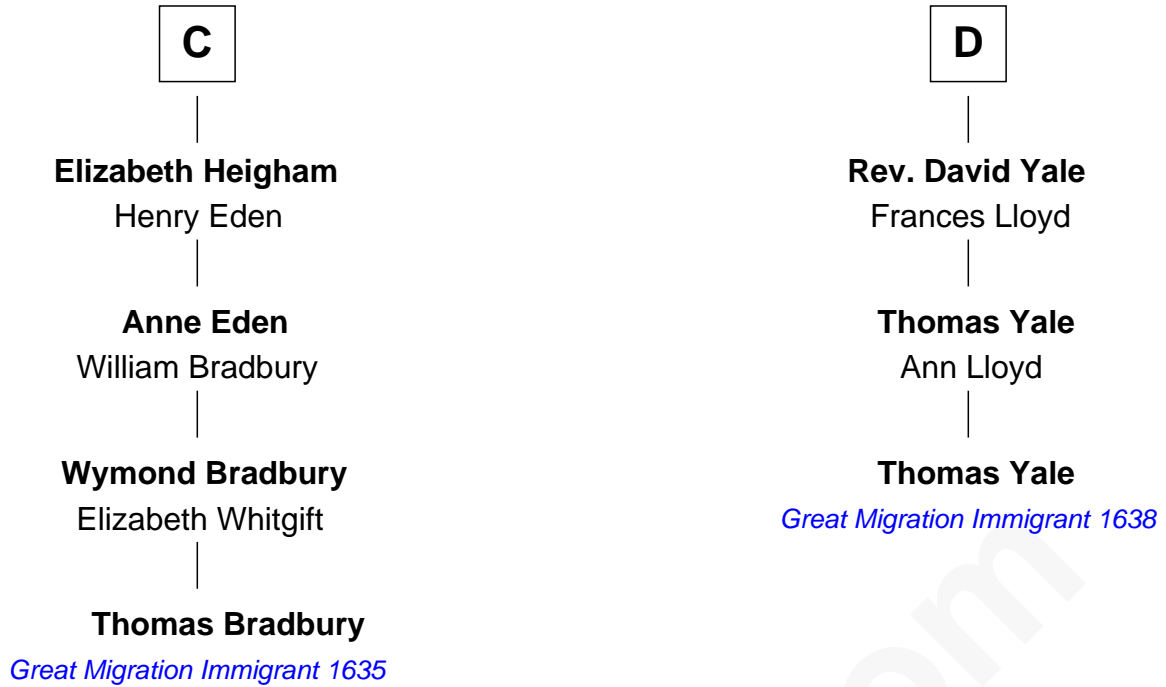 C
Elizabeth Heigham
Henry Eden
Anne Eden
William Bradbury
Wymond Bradbury
Elizabeth Whitgift
Thomas Bradbury
Great Migration Immigrant 1635
D
Rev. David Yale
Frances Lloyd
Thomas Yale
Ann Lloyd
Thomas Yale
Great Migration Immigrant 1638